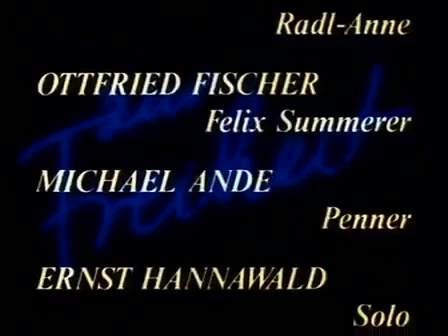 Radl-Anne
OTTFRIED FISCHER
Felix Summerer
MICHAEL ANDE
Penner
ERNST HANNAWALD
Solo